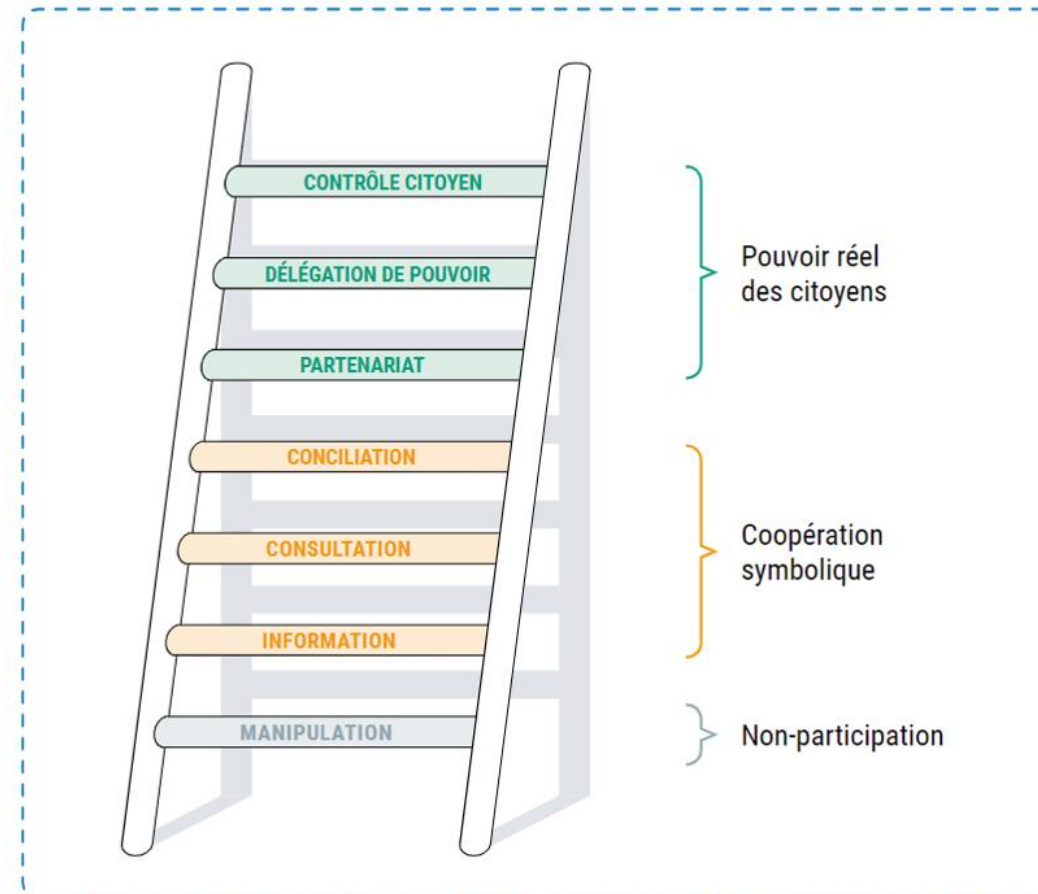 CONTRÔLE CITOYEN
DÉLÉGATION DE POUVOIR
PARTENARIAT
Pouvoir réel
des citoyens
CONCILIATION
CONSULTATION
INFORMATION
Coopération
symbolique
MANIPULATION
Non-participation